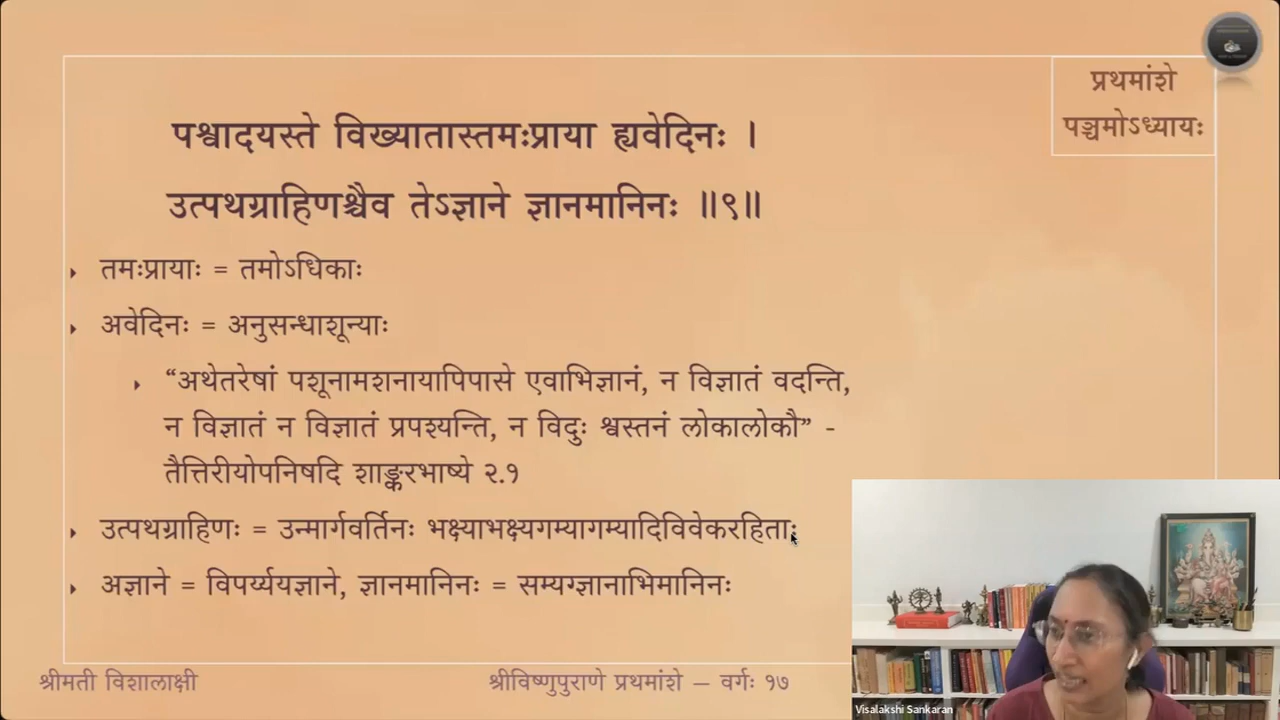 प्रथमांशे
पञ्चमोऽध्यायः
पश्वादयस्ते विख्यातास्तमःप्राया ह्यवेदिनः ।
उत्पथग्राहिणश्चैव तेऽज्ञाने ज्ञानमानिनः ॥९॥
तमःप्रायाः = तमोऽधिकाः
अवेदिनः = अनुसन्धाशून्याः
“अथेतरेषां पशूनामशनायापिपासे एवाभिज्ञानं, न विज्ञातं वदन्ति,
न विज्ञातं न विज्ञातं प्रपश्यन्ति, न विदुः श्वस्तनं लोकालोकौ” -
तैत्तिरीयोपनिषदि शाङ्करभाष्ये २.१
उत्पथग्राहिणः = उन्मार्गवर्तिनः भक्ष्याभक्ष्यगम्यागम्यादिविवेकरहिताः
अज्ञाने = विपर्य्ययज्ञाने, ज्ञानमानिनः = सम्यग्ज्ञानाभिमानिनः
श्रीमती विशालाक्षी
श्रीविष्णुपुराणे प्रथमांशे – वर्गः १७
Visalakshi Sankaran